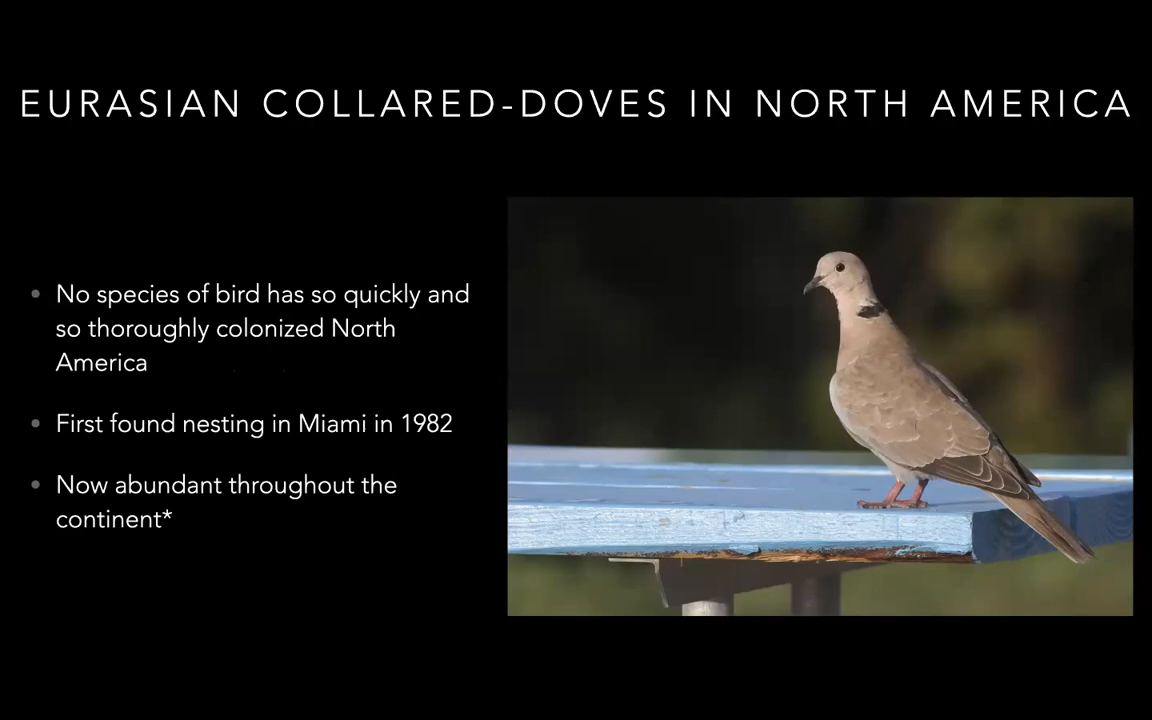 EURASIAN COLLARED-DOVES IN NORTH AMERICA
• No species of bird has so quickly and
so thoroughly colonized North
America
• First found nesting in Miami in 1982
• Now abundant throughout the
continent*